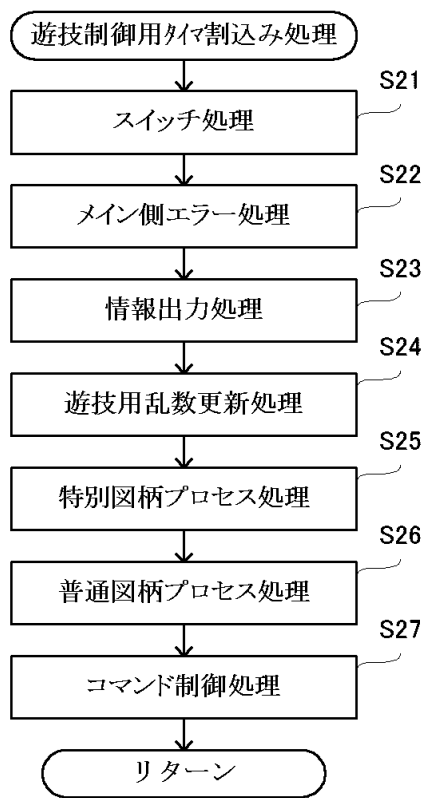 遊技制御用ﾀｲﾏ割込み処理
S21
スイッチ処理
S22
メイン側エラー処理
S23
情報出力処理
S24
遊技用乱数更新処理
S25
特別図柄プロセス処理
S26
普通図柄プロセス処理
S27
コマンド制御処理
リターン